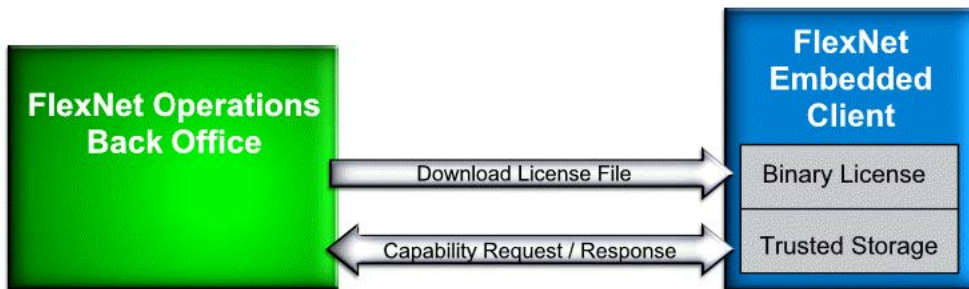 FlexNet Operations
Back Office
FlexNet
Embedded
Client
Download License File
Binary License
Capability Request / Response
Trusted Storage